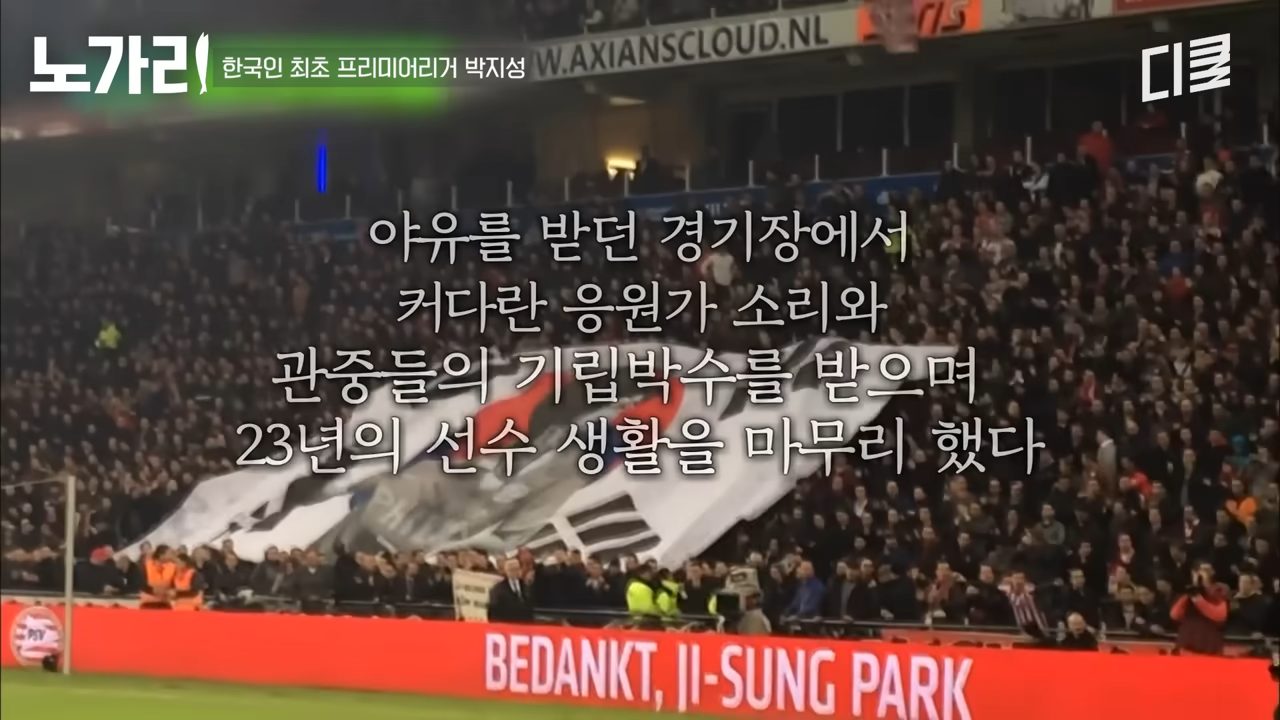 노가리
한국인 최초 프리미어리거 박지성
W.AXIANSCLOUD.NL
디클
야유를 받던 경기장에서
커다란 응원가 소리와
관중들의 기립박수를 받으며
23년의 선수 생활을 마무리 했다
PSV
BEDANKT, JI-SUNG PARK